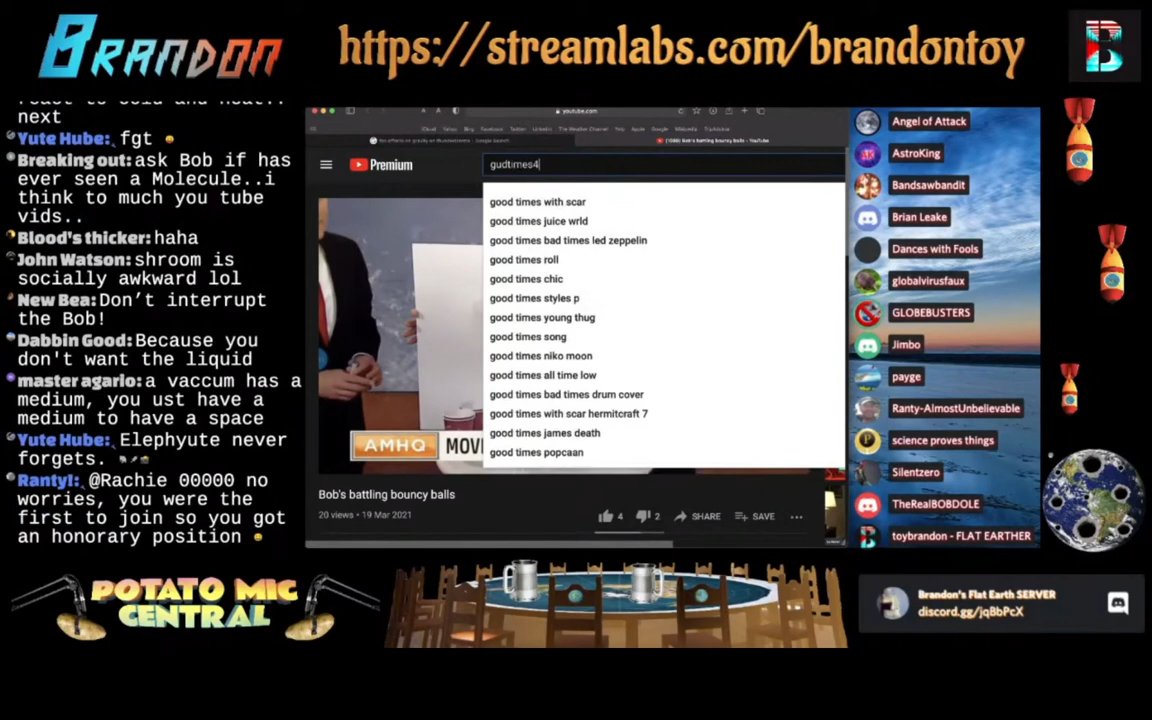 BRANDON
https://streamlabs.com/brandontoy
B
next
Yute Hube: fgt
Breaking out: ask Bob if has
ever seen a Molecule..i
think to much you tube
vids..
Blood's thicker: haha
John Watson: shroom is
socially awkward lol
New Bea: Don't interrupt
the Bob!
Dabbin Good: Because you
don't want the liquid
master agario: a vaccum has a
medium, you ust have a
medium to have a space
Yute Hube: Elephyute never
forgets.
Ranty!: @Rachie 00000 no
worries, you were the
first to join so you got
an honorary position
youtube.com
Premium
gudtimes4
good times with scar
good times juice wrld
good times bad times led zeppelin
good times roll
good times chic
good times styles p
good times young thug
good times song
good times niko moon
good times all time low
good times bad times drum cover
good times with scar hermitcraft 7
good times james death
good times popcaan
AMHQ MOV
Bob's battling bouncy balls
20 views • 19 Mar 2021
4
2
SHARE
SAVE
Angel of Attack
AstroKing
Bandsawbandit
Brian Leake
Dances with Fools
globalvirusfaux
GLOBEBUSTERS
Jimbo
payge
Ranty-AlmostUnbelievable
science proves things
Silentzero
TheRealBOBDOLE
toybrandon - FLAT EARTHER
POTATO MIC
CENTRAL
Brandon's Flat Earth SERVER
discord.gg/jqBbPcX